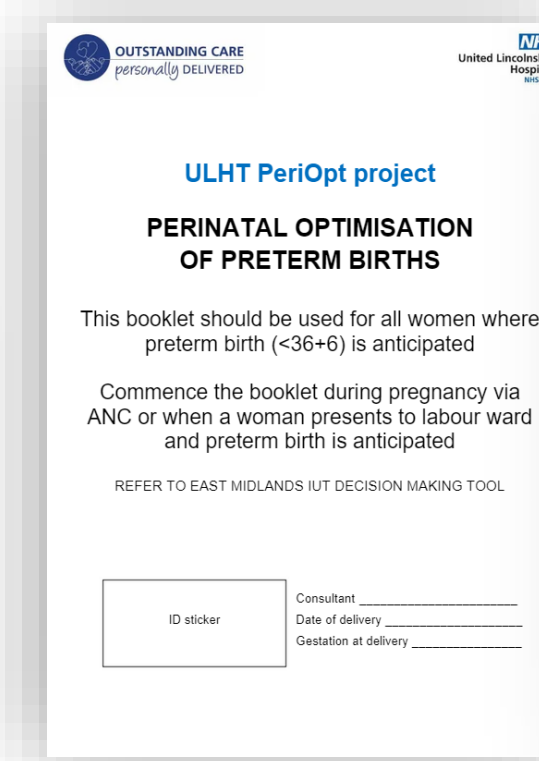 OUTSTANDING CARE
personally DELIVERED
United
ULHT PeriOpt project
PERINATAL OPTIMISATION
OF PRETERM BIRTHS
This booklet should be used for all women where
preterm birth (<36+6) is anticipated
Commence the booklet during pregnancy via
ANC or when a woman presents to labour ward
and preterm birth is anticipated
REFER TO EAST MIDLANDS IUT DECISION MAKING TOOL
ID sticker
Consultant
Date of delivery
Gestation at delivery